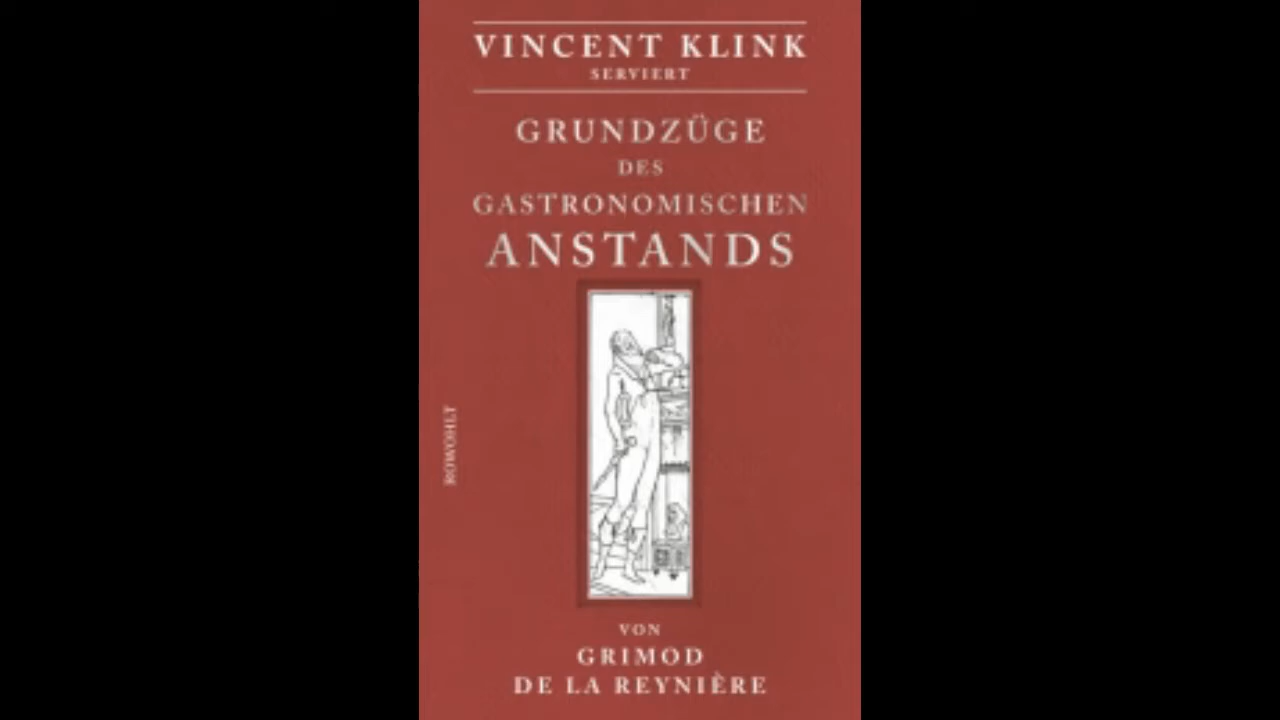 VINCENT KLINK
SERVIERT
GRUNDZÜGE
DES
GASTRONOMISCHEN
ANSTANDS
ROWOHLT
VON
GRIMOD
DE LA REYNIÈRE